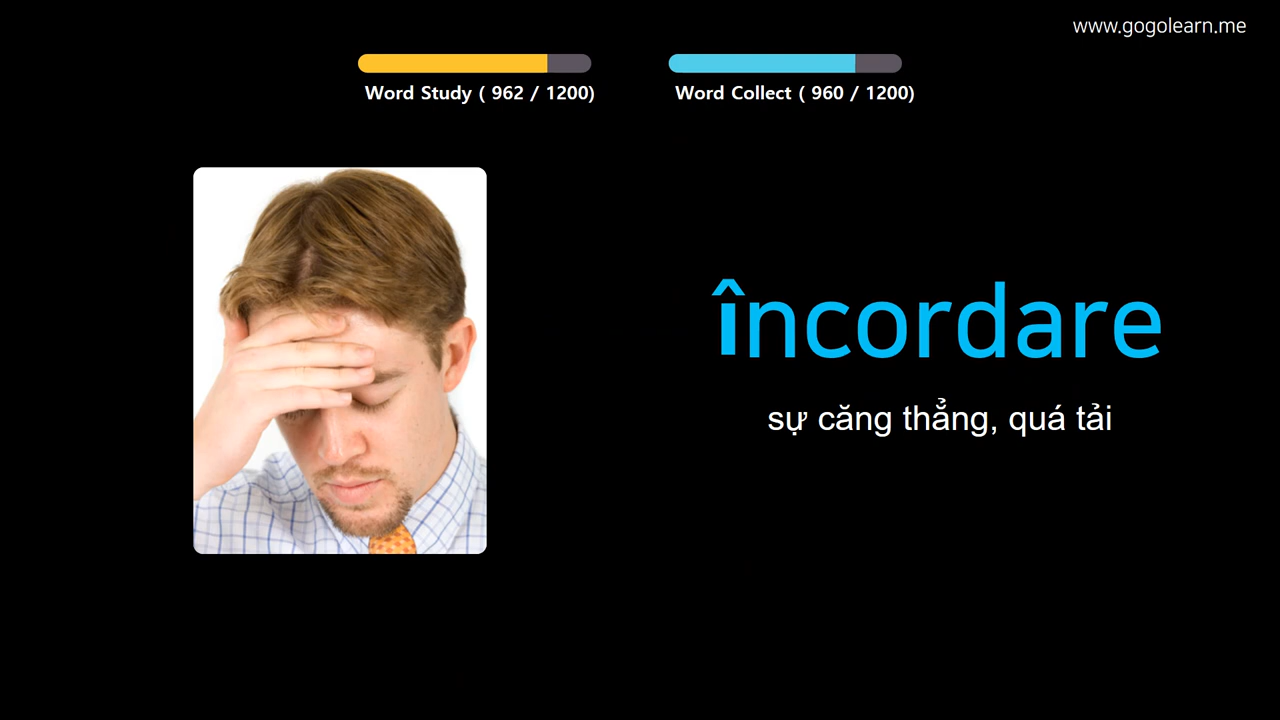 www.gogolearn.me
Word Study ( 962 / 1200)
Word Collect ( 960 / 1200)
încordare
sự căng thẳng, quá tải